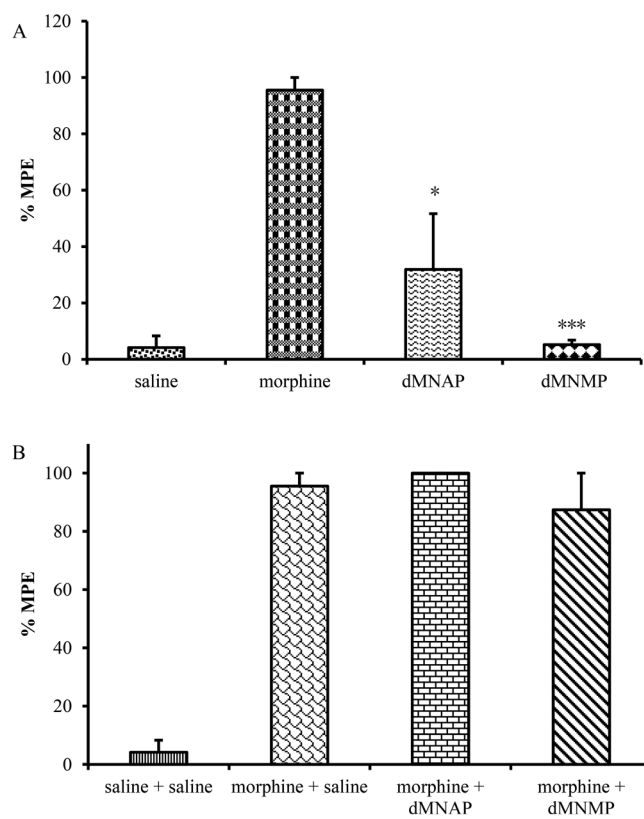 A
120
100
80
60
40
20
0
% MPE
*
***
saline morphine dMNAP dMNMP
B
100
80
60
40
20
0
% MPE
saline + saline morphine + saline morphine + morphine +
dMNAP dMNMP